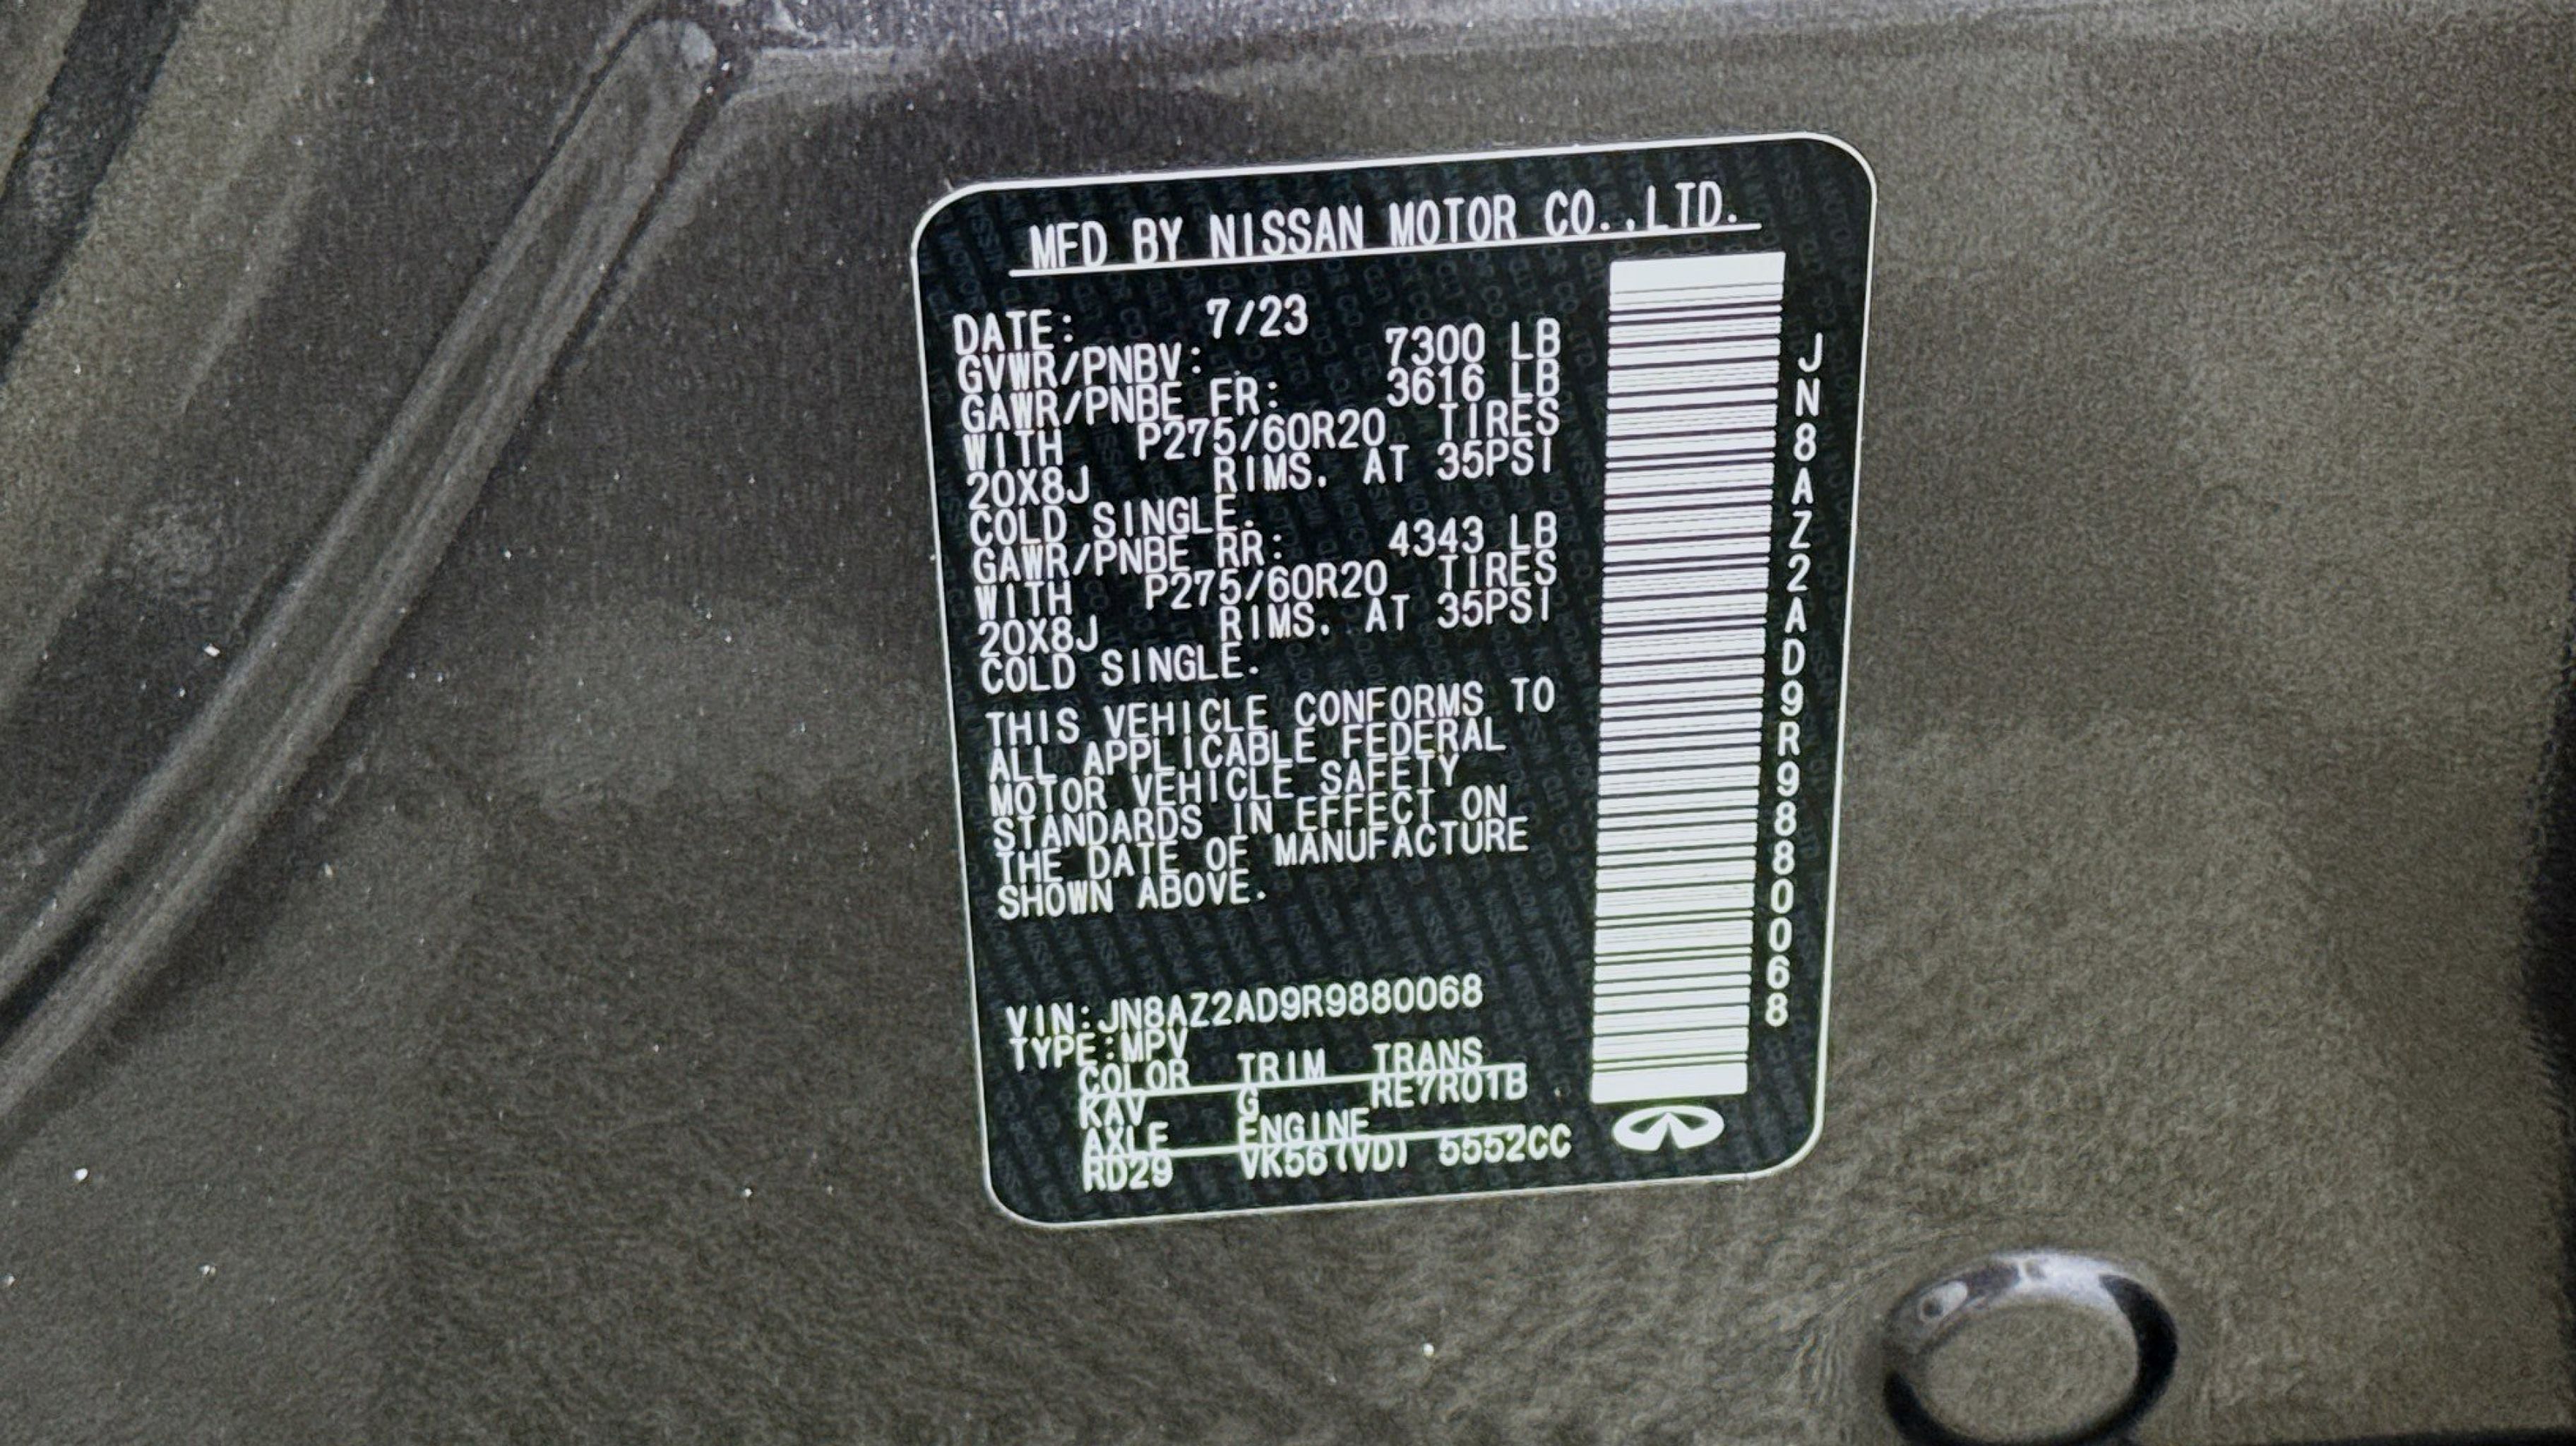 MFD BY NISSAN MOTOR CO.,LTD.
DATE: 7/23
GVWR/PNBV: 7300 LB
GAWR/PNBE FR: 3616 LB
WITH P275/60R20 TIRES
20X8J RIMS. AT 35PSI
COLD SINGLE.
GAWR/PNBE RR: 4343 LB
WITH P275/60R20 TIRES
20X8J RIMS. AT 35PSI
COLD SINGLE.
THIS VEHICLE CONFORMS TO
ALL APPLICABLE FEDERAL
MOTOR VEHICLE SAFETY
STANDARDS IN EFFECT ON
THE DATE OF MANUFACTURE
SHOWN ABOVE.
VIN:JN8AZ2AD9R9880068
TYPE:MPV
COLOR TRIM TRANS
KAV G RE7R01B
AXLE ENGINE
RD29 VK56(VD) 5552CC
JN8AZ2AD9R9880068